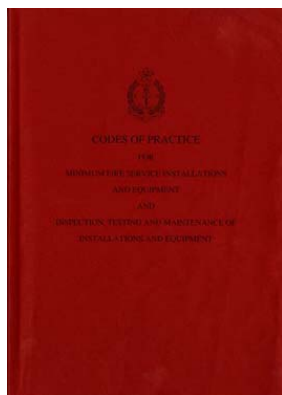 CODES OF PRACTICE
FOR
MINIMUM FIRE SERVICE INSTALLATIONS
AND EQUIPMENT
AND
INSPECTION, TESTING AND MAINTENANCE OF
INSTALLATIONS AND EQUIPMENT